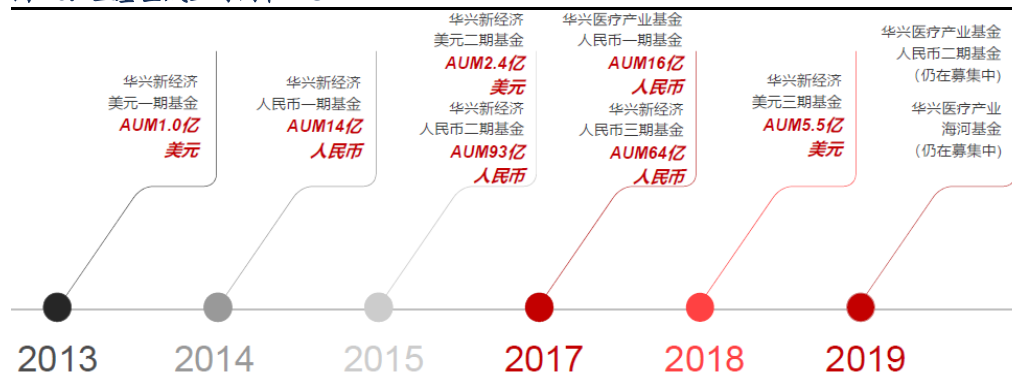 华兴新经济
美元一期基金
AUM1.0亿
美元
华兴新经济
人民币一期基金
AUM14亿
人民币
华兴新经济
美元二期基金
AUM2.4亿
美元
华兴新经济
人民币二期基金
AUM93亿
人民币
华兴医疗产业基金
人民币一期基金
AUM16亿
人民币
华兴新经济
人民币三期基金
AUM64亿
人民币
华兴新经济
美元三期基金
AUM5.5亿
美元
华兴医疗产业基金
人民币二期基金
(仍在募集中)
华兴医疗产业
海河基金
(仍在募集中)
2013
2014
2015
2017
2018
2019